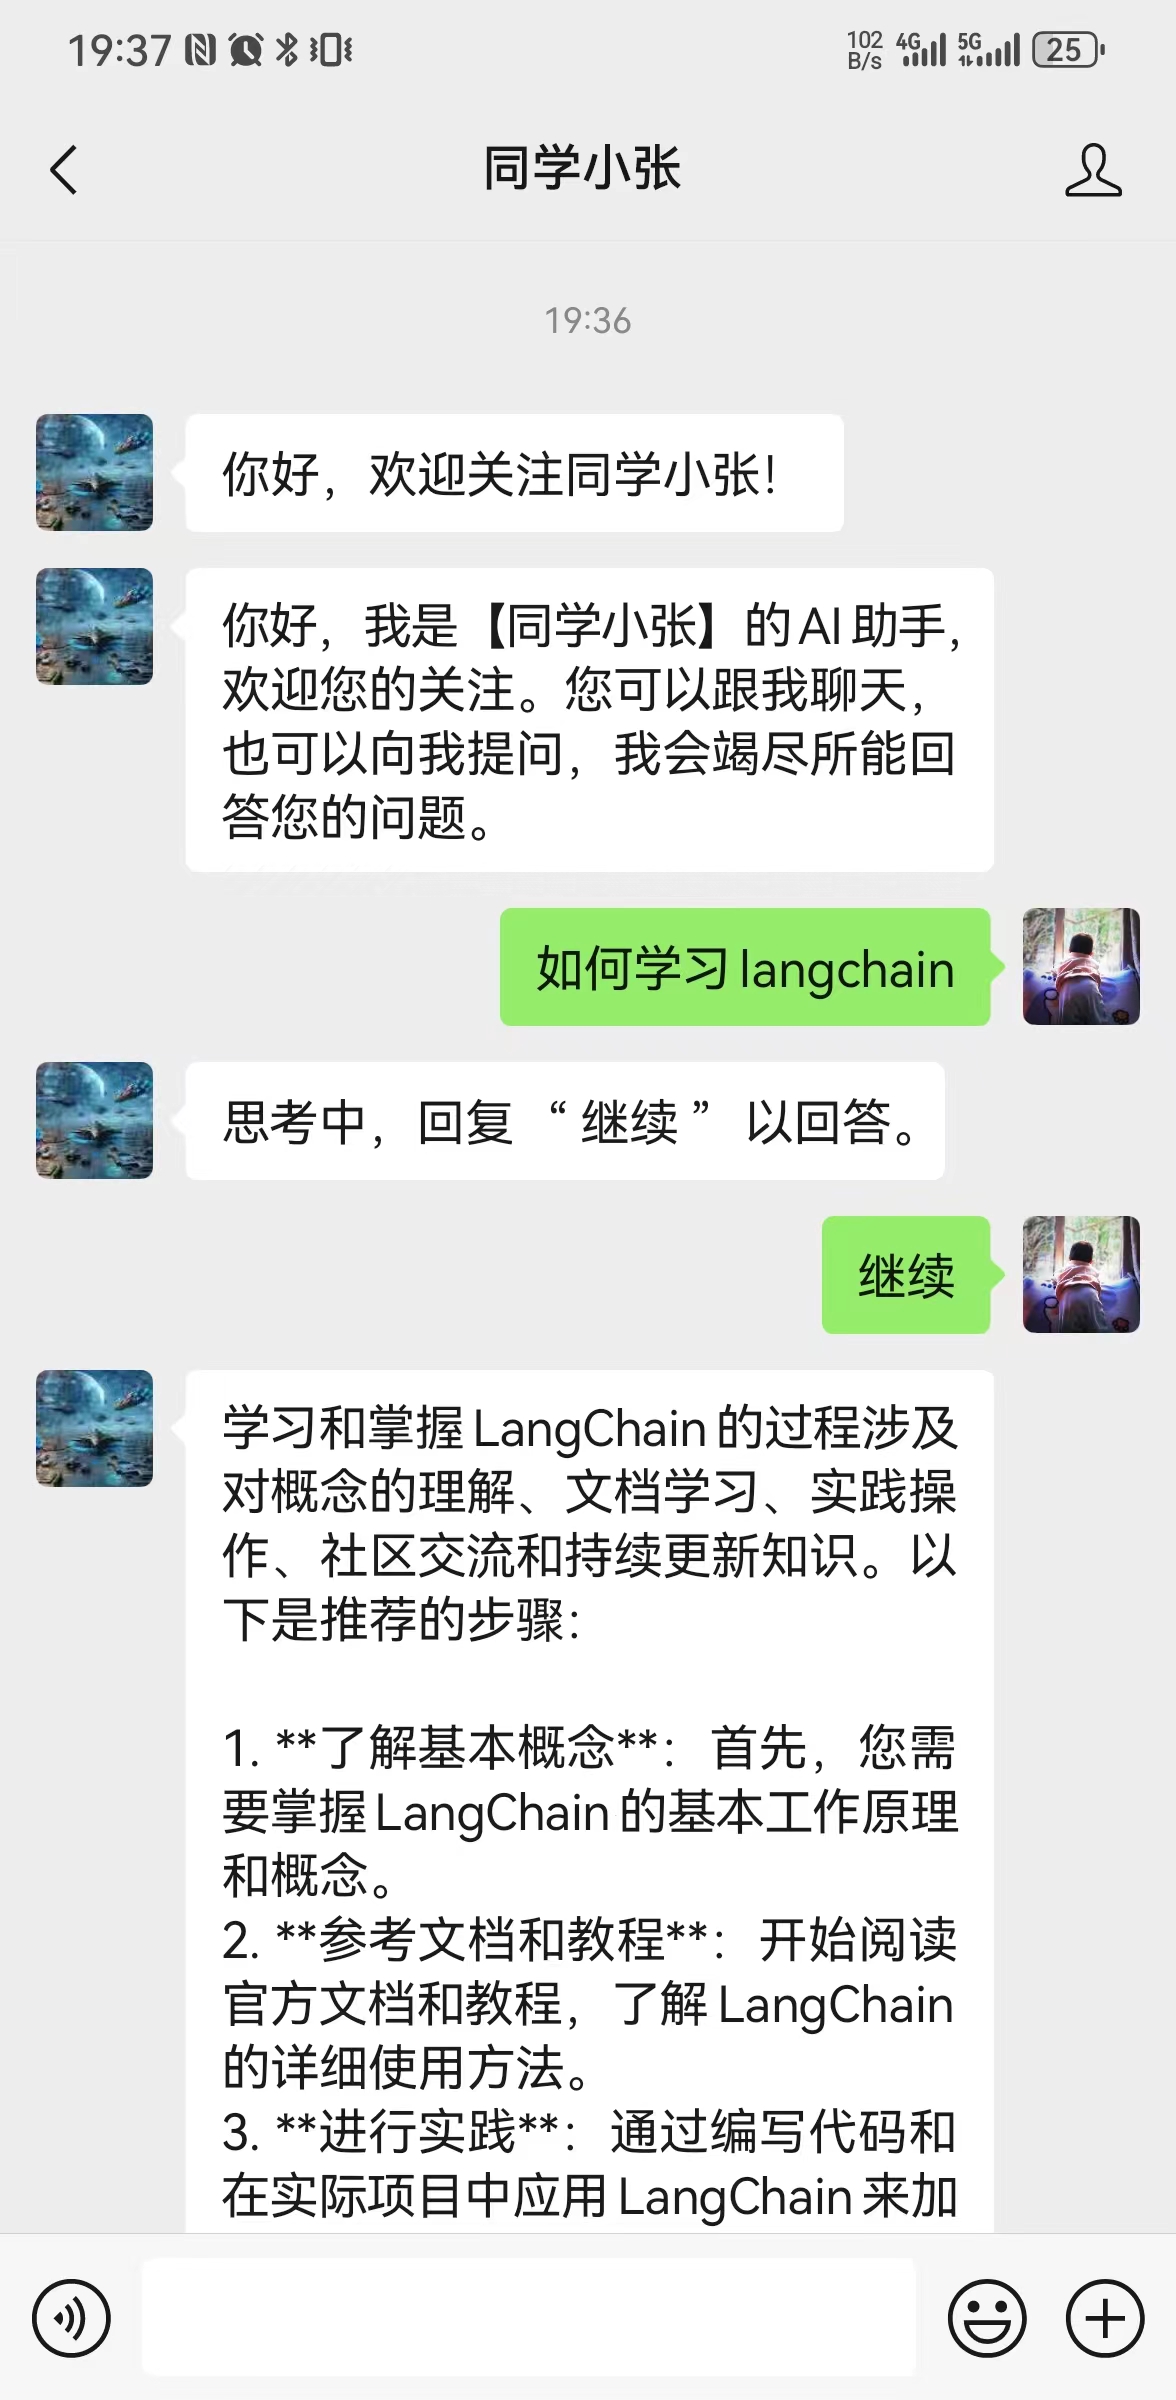 19:37
102 B/s 4G 5G 25
同学小张
19:36
你好，欢迎关注同学小张！
你好，我是【同学小张】的AI助手，
欢迎您的关注。您可以跟我聊天，
也可以向我提问，我会竭尽所能回
答您的问题。
如何学习langchain
思考中，回复“继续”以回答。
继续
学习和掌握LangChain的过程涉及
对概念的理解、文档学习、实践操
作、社区交流和持续更新知识。以
下是推荐的步骤：
1. **了解基本概念**：首先，您需
要掌握LangChain的基本工作原理
和概念。
2. **参考文档和教程**：开始阅读
官方文档和教程，了解LangChain
的详细使用方法。
3. **进行实践**：通过编写代码和
在实际项目中应用LangChain来加